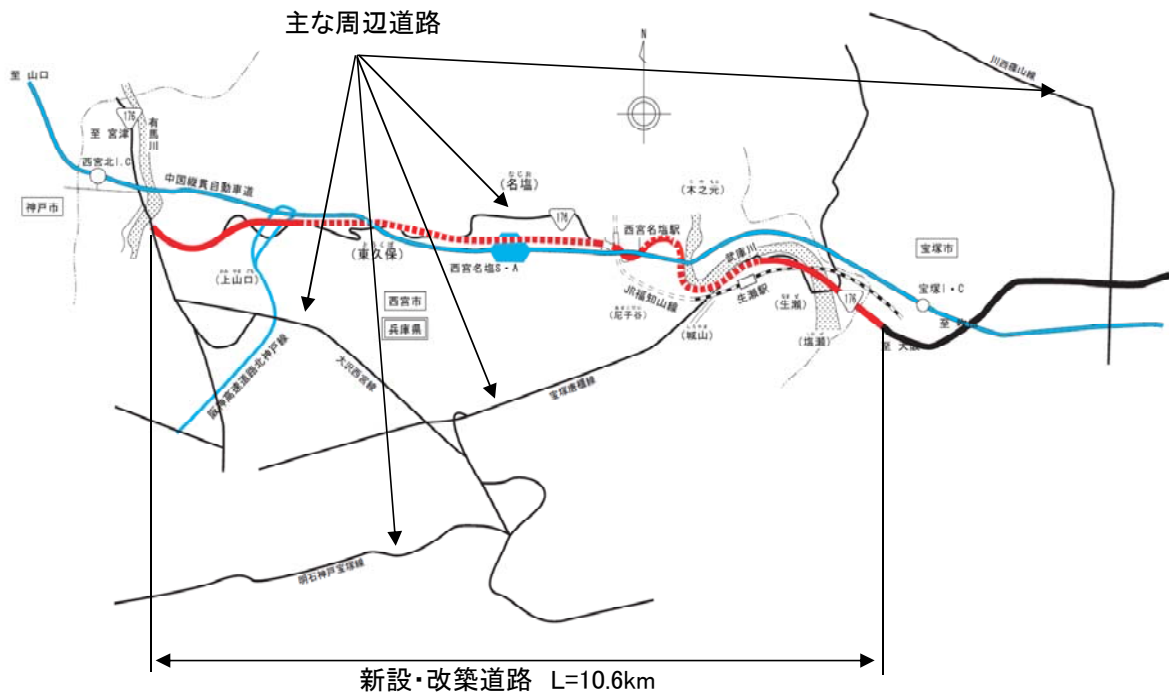 主な周辺道路
N
川西篠山線
至 山口
176
至 宮津
有馬川
西宮北I.C
中国縦貫自動車道
神戸市
なじお
(名塩)
176
(木之元)
西宮名塩駅
武庫川
宝塚市
(東久保)
西宮名塩S-A
(上山口)
西宮市
兵庫県
JR福知山線
(尼子谷)
生瀬駅
(城山)
(生瀬)
(塩瀬)
176
宝塚I・C
至 大阪
阪神高速道路北神戸線
大沢西宮線
宝塚唐櫃線
明石神戸宝塚線
新設・改築道路 L=10.6km